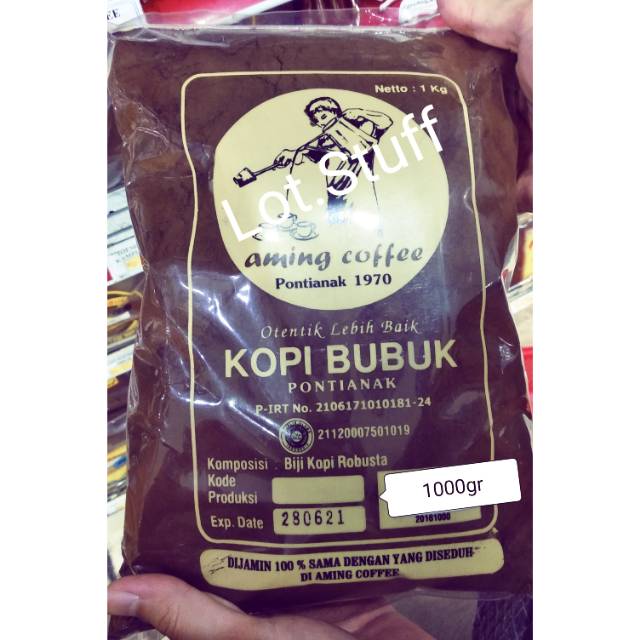 Netto : 1 Kg
Lot.Stuff
aming coffee
Pontianak 1970
Otentik Lebih Baik
KOPI BUBUK
PONTIANAK
P-IRT No. 2106171010181-24
21120007501019
Komposisi : Biji Kopi Robusta
Kode
Produksi
1000gr
Exp. Date 280621
20161000
DIJAMIN 100 % SAMA DENGAN YANG DISEDUH
DI AMING COFFEE